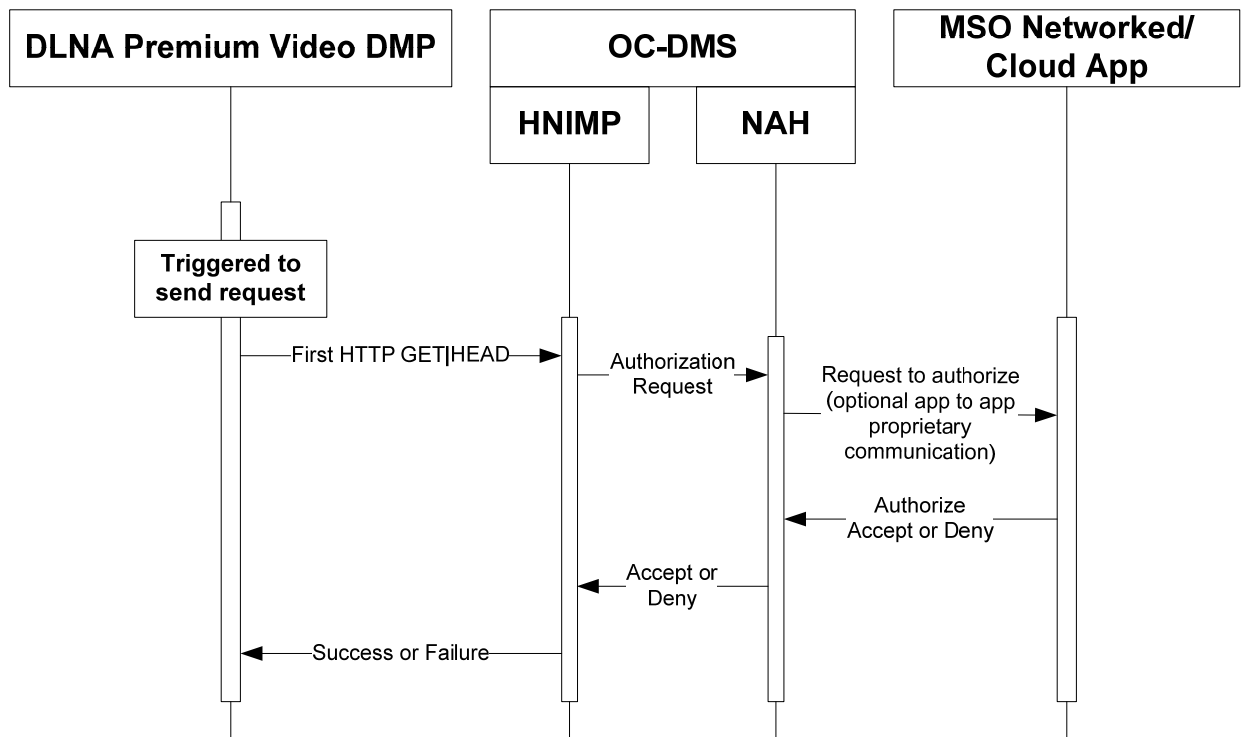 DLNA Premium Video DMP
OC-DMS
MSO Networked/
Cloud App
HNIMP
NAH
Triggered to
send request
First HTTP GET|HEAD
Authorization
Request
Request to authorize
(optional app to app
proprietary
communication)
Authorize
Accept or Deny
Accept or
Deny
Success or Failure